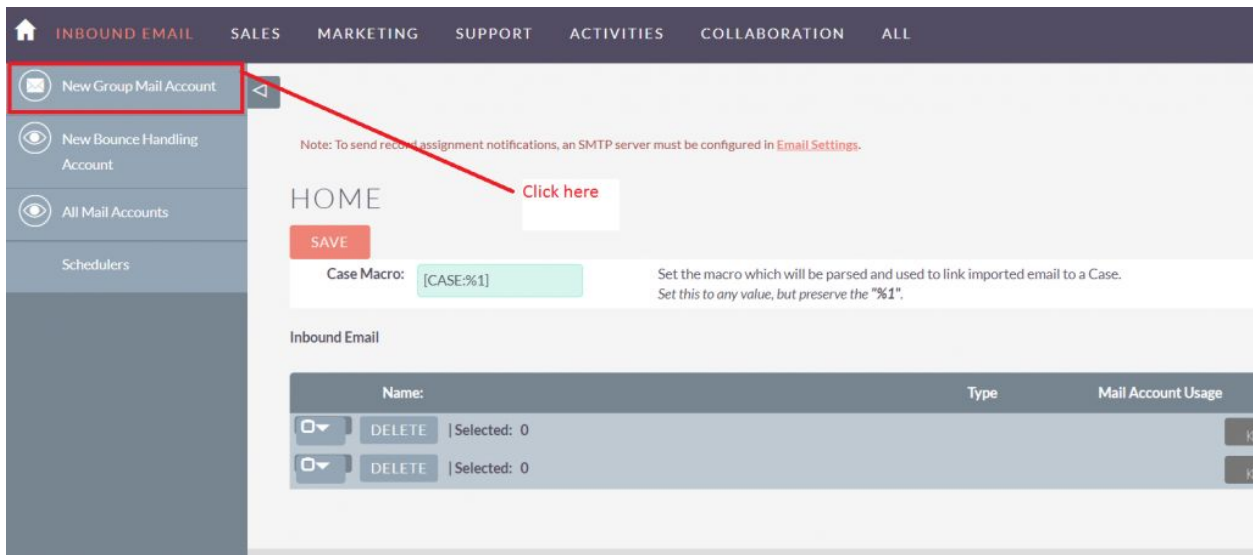 INBOUND EMAIL SALES MARKETING SUPPORT ACTIVITIES COLLABORATION ALL
New Group Mail Account
New Bounce Handling
Account
All Mail Accounts
Schedulers
Note: To send record assignment notifications, an SMTP server must be configured in Email Settings.
Click here
HOME
SAVE
Case Macro: [CASE:%1] Set the macro which will be parsed and used to link imported email to a Case.
Set this to any value, but preserve the "%1".
Inbound Email
Name: Type Mail Account Usage
DELETE | Selected: 0
DELETE | Selected: 0